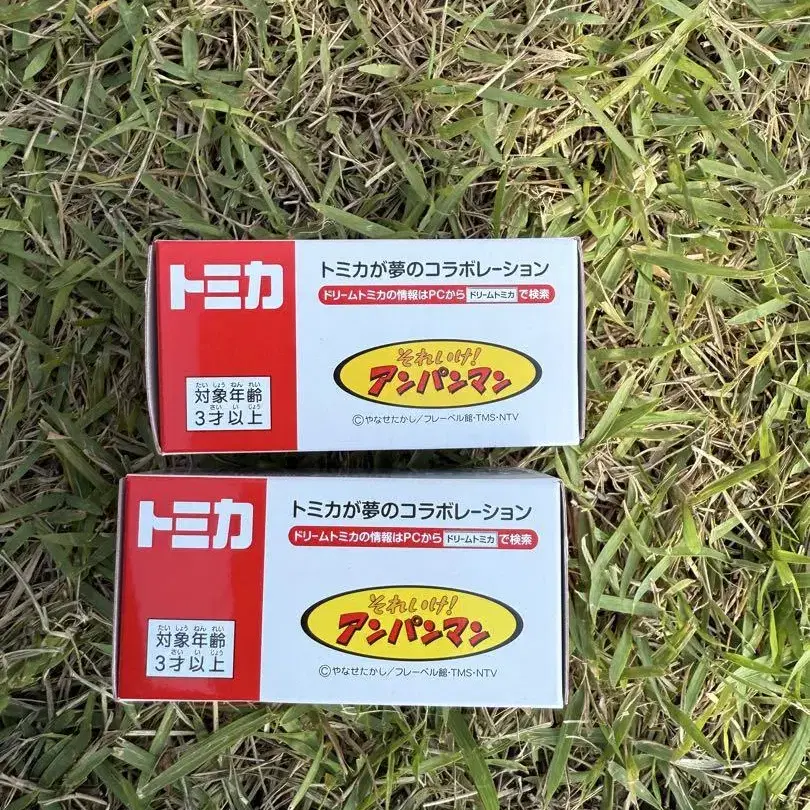 トミカ
トミカが夢のコラボレーション
ドリームトミカの情報はPCから ドリームトミカ で検索
それいけ!
アンパンマン
©やなせたかし/フレーベル館・TMS・NTV
たい しょう ねん れい
対象年齢
さい い じょう
3才以上
トミカ
トミカが夢のコラボレーション
ドリームトミカの情報はPCから ドリームトミカ で検索
それいけ!
アンパンマン
©やなせたかし/フレーベル館・TMS・NTV
たい しょう ねん れい
対象年齢
さい い じょう
3才以上